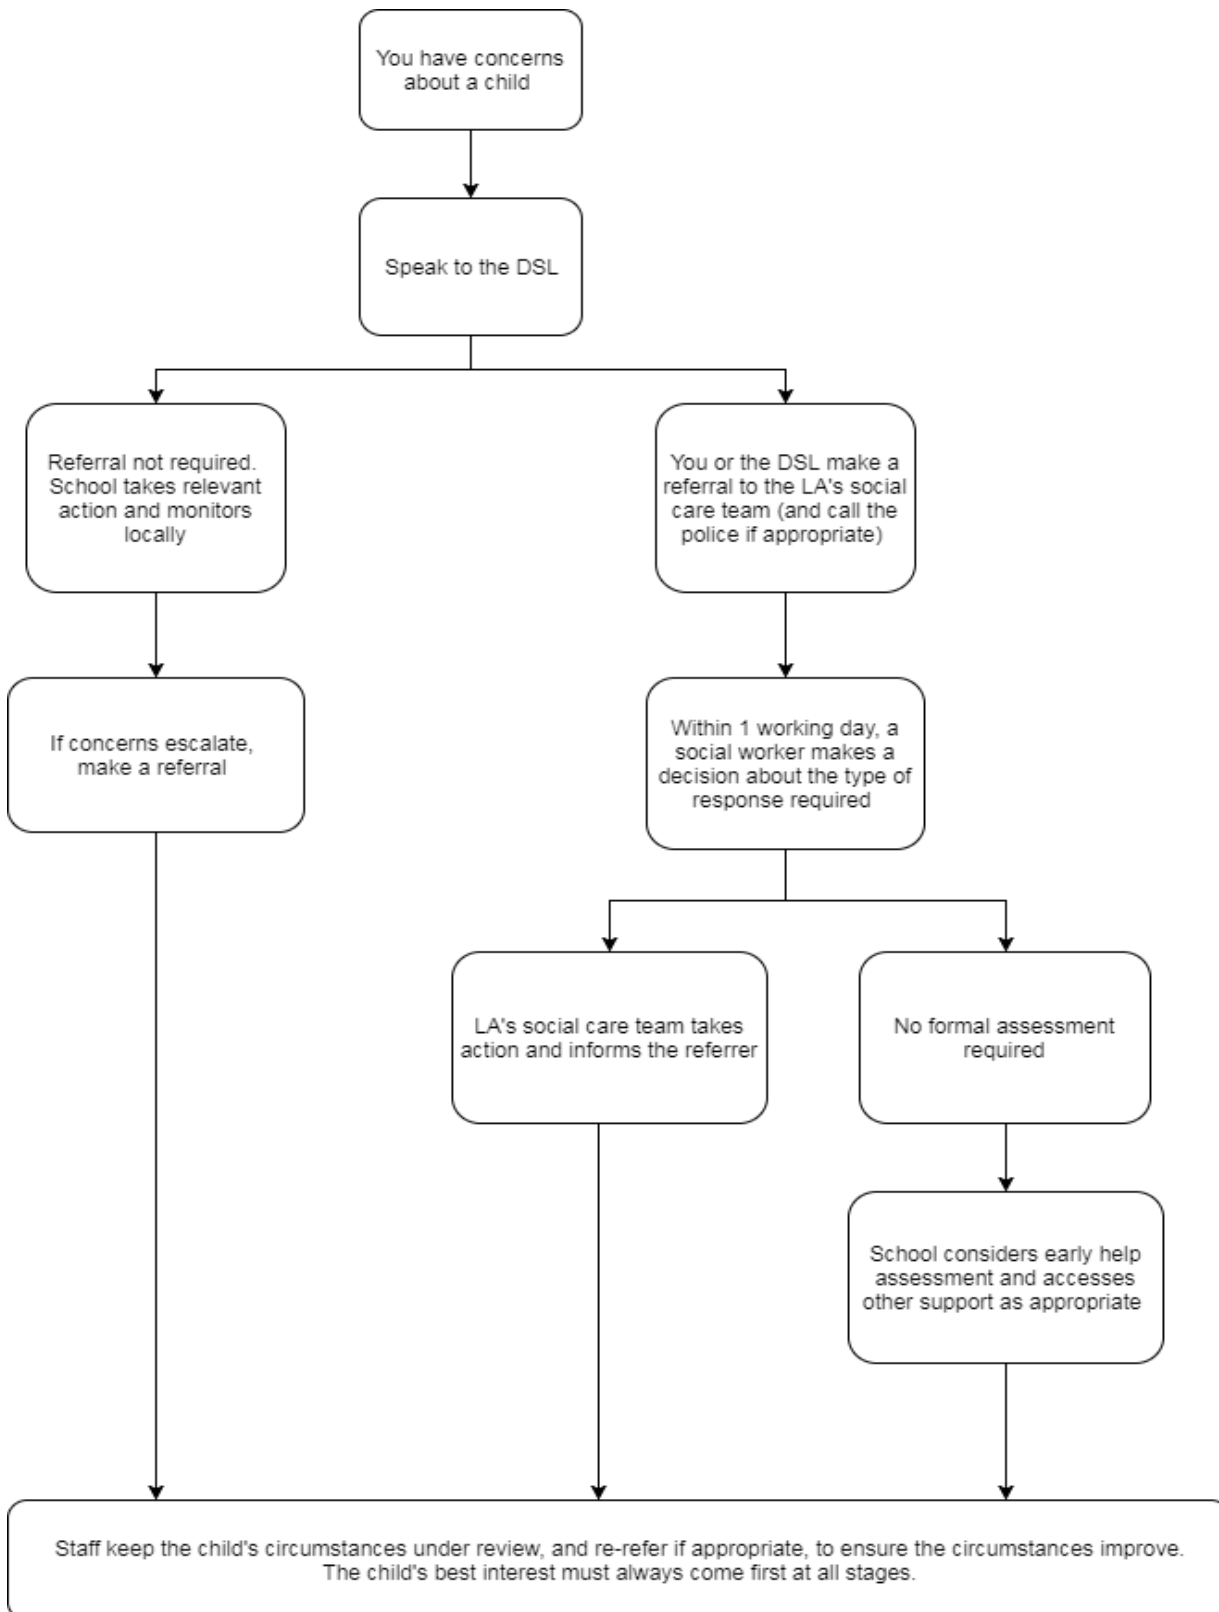 You have concerns
about a child
Speak to the DSL
Referral not required.
School takes relevant
action and monitors
locally
You or the DSL make a
referral to the LA's social
care team (and call the
police if appropriate)
If concerns escalate,
make a referral
Within 1 working day, a
social worker makes a
decision about the type of
response required
LA's social care team takes
action and informs the referrer
No formal assessment
required
School considers early help
assessment and accesses
other support as appropriate
Staff keep the child's circumstances under review, and re-refer if appropriate, to ensure the circumstances improve.
The child's best interest must always come first at all stages.